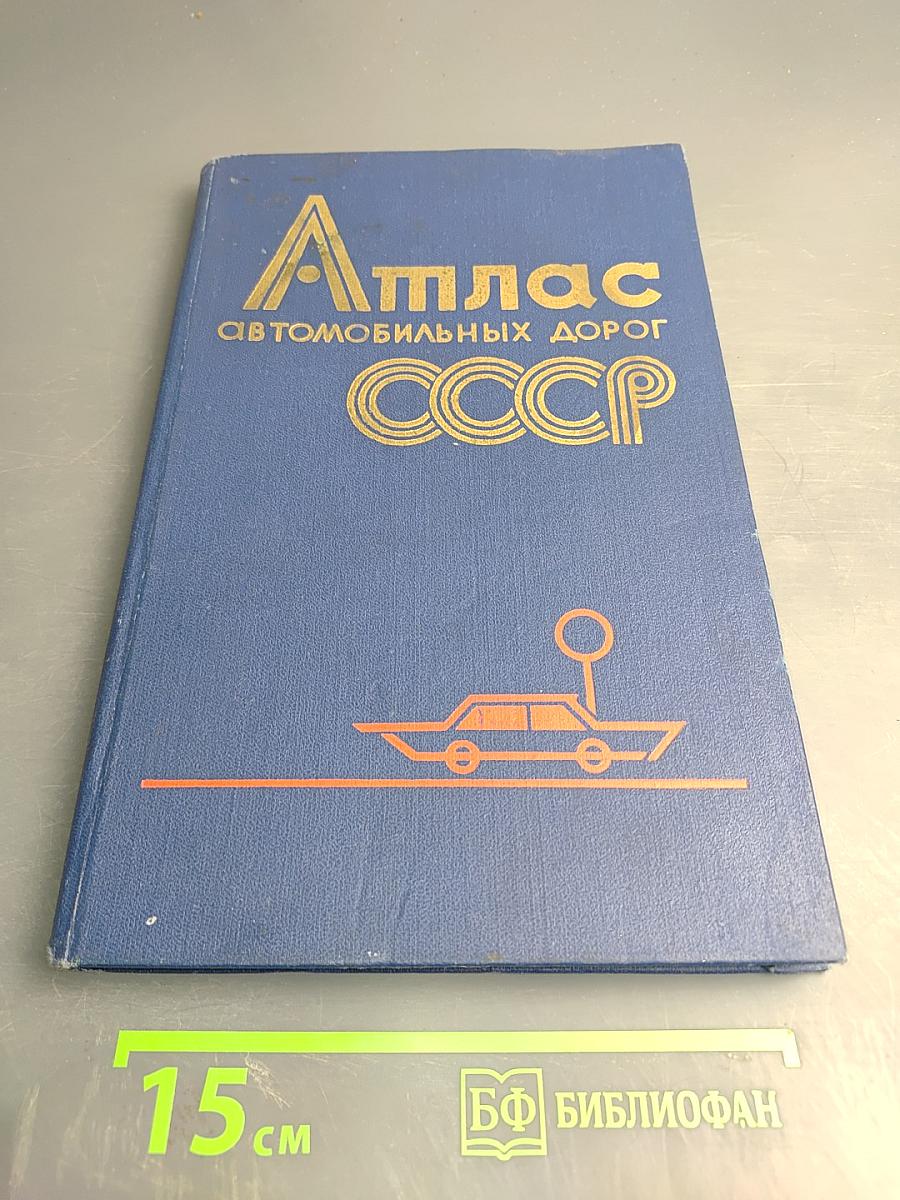 Атлас
автомобильных дорог
СССР
15 см
БФ БИБЛИОФАН